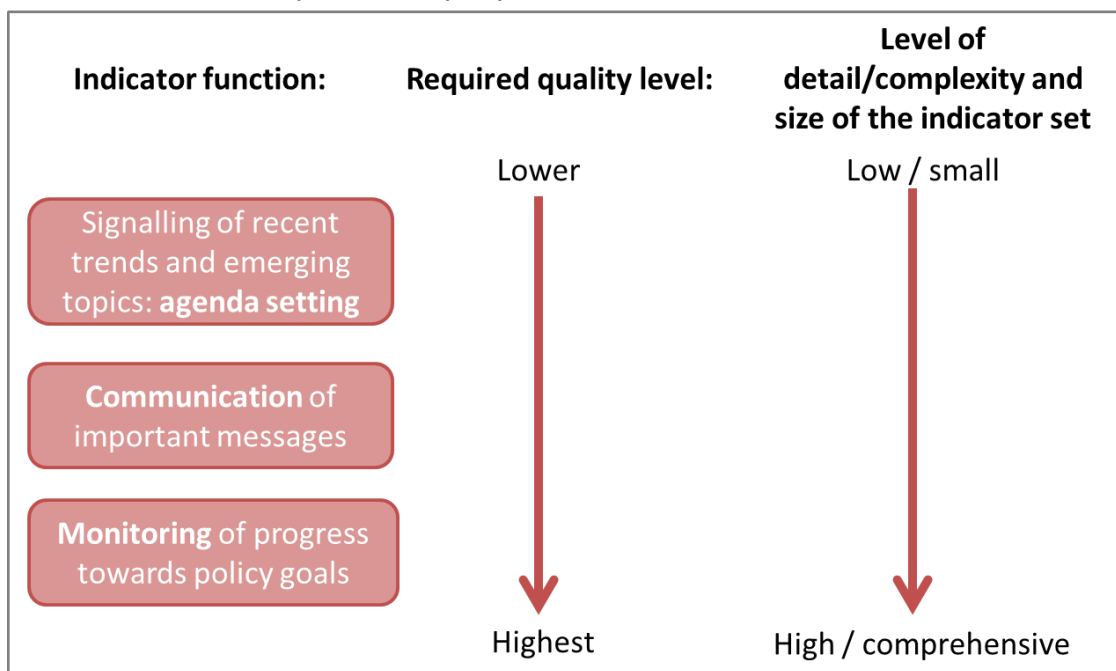 Indicator function:
Required quality level:
Level of
detail/complexity and
size of the indicator set
Lower
Low / small
Signalling of recent
trends and emerging
topics: agenda setting
Communication of
important messages
Monitoring of progress
towards policy goals
Highest
High / comprehensive